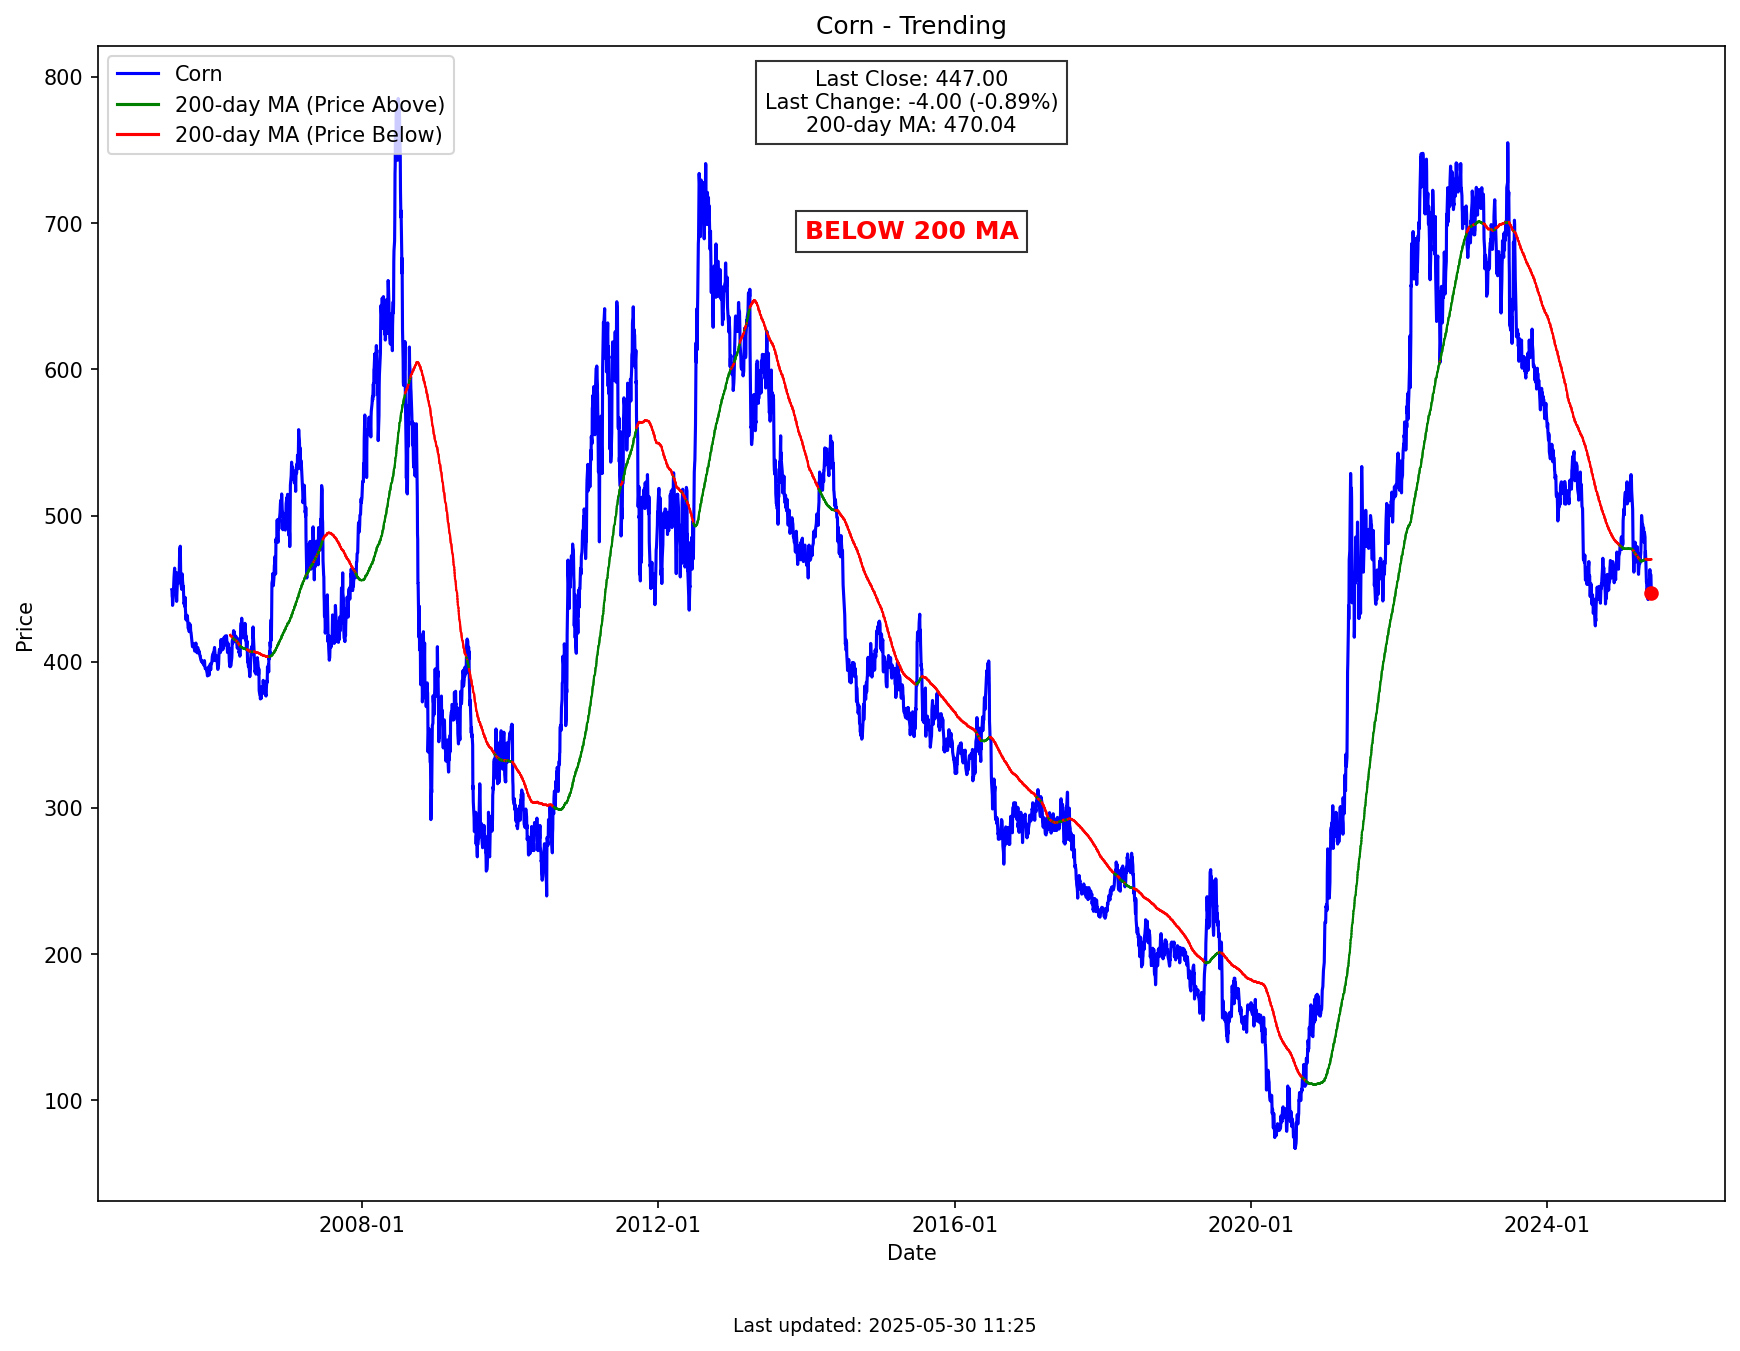 Corn - Trending
Corn
200-day MA (Price Above)
200-day MA (Price Below)
Last Close: 447.00
Last Change: -4.00 (-0.89%)
200-day MA: 470.04
BELOW 200 MA
Price
800
700
600
500
400
300
200
100
2008-01
2012-01
2016-01
2020-01
2024-01
Date
Last updated: 2025-05-30 11:25